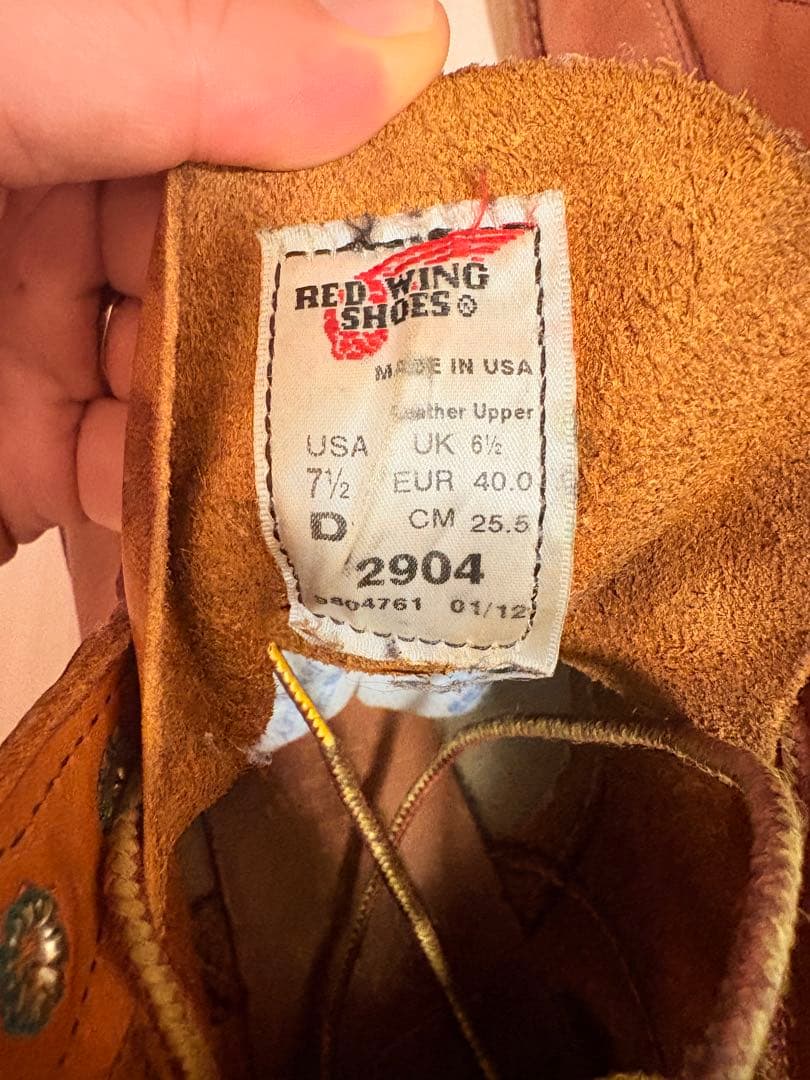 RED WING
SHOES®
MADE IN USA
Leather Upper
USA UK 6½
7½ EUR 40.0
D CM 25.5
2904
01/12